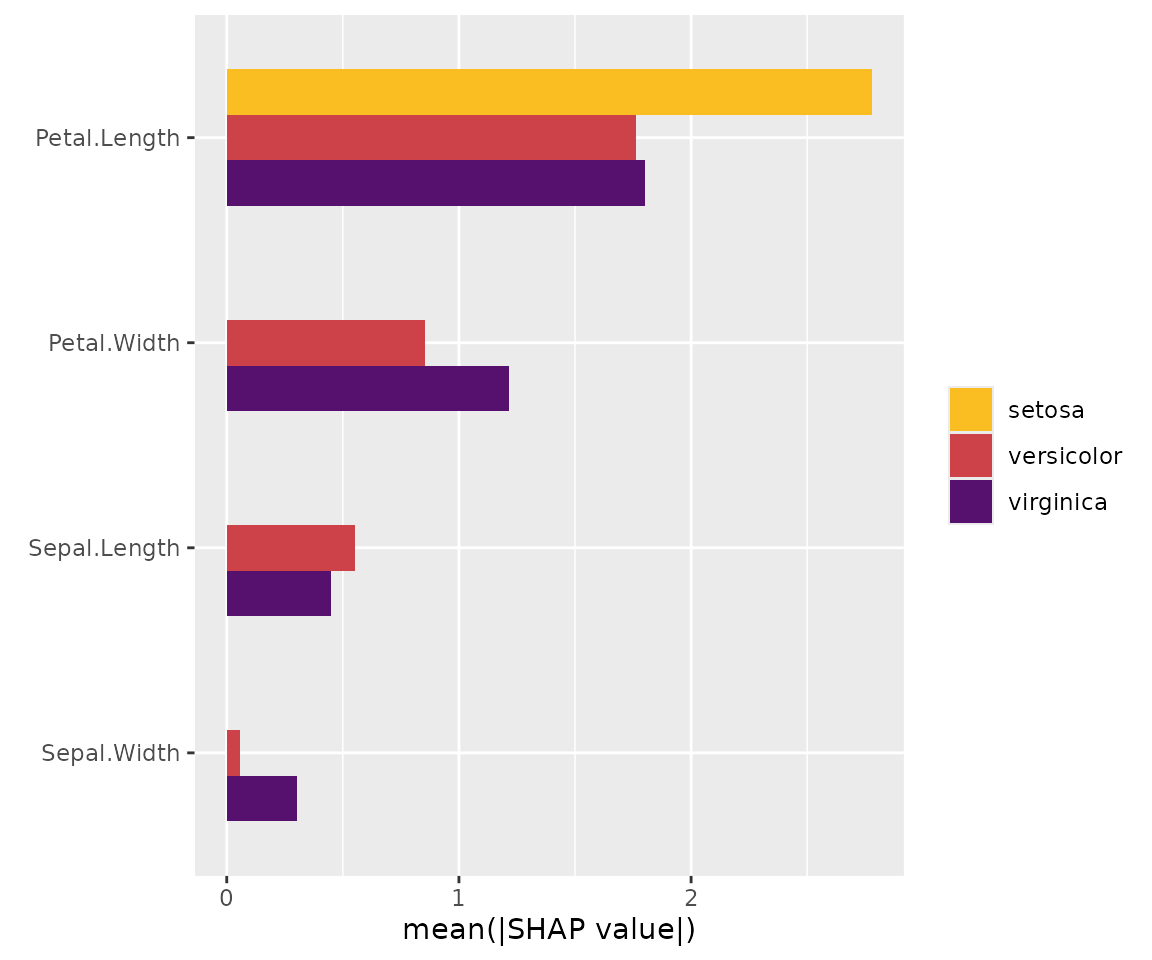 Petal.Length
Petal.Width
Sepal.Length
Sepal.Width
0 1 2
mean(|SHAP value|)
setosa
versicolor
virginica